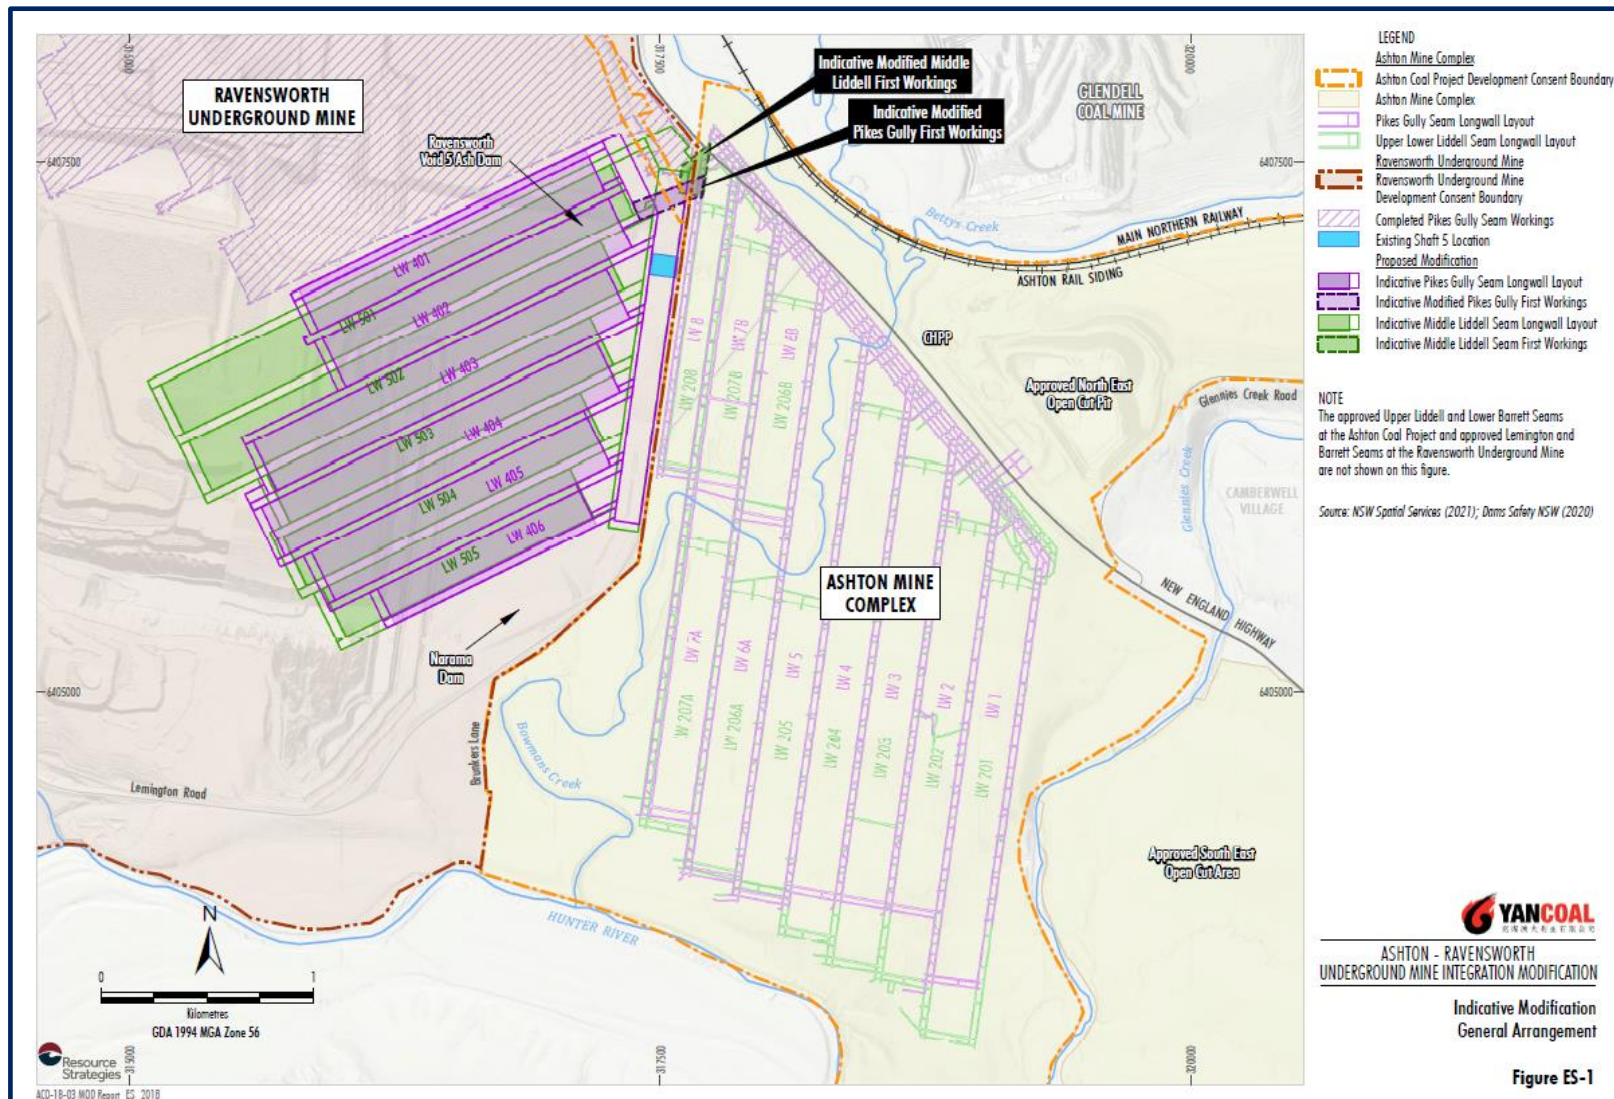 RAVENSWORTH
UNDERGROUND MINE
Indicative Modified Middle
Liddell First Workings
Indicative Modified
Pikes Gully First Workings
GLENDELL
COAL MINE
Ravensworth
Void 5 Ash Dam
315000
317500
320000
6407500
6407500
Bettys Creek
MAIN NORTHERN RAILWAY
ASHTON RAIL SIDING
LW 401
LW 501
LW 402
LW 502
LW 403
LW 503
LW 404
LW 504
LW 405
LW 505
LW 406
LW 8
LW 7B
LW 6B
LW 208
LW 207B
LW 206B
CHPP
Approved North East
Open Cut Pit
Glennies Creek Road
Glennies Creek
CAMBERWELL
VILLAGE
ASHTON MINE
COMPLEX
NEW ENGLAND HIGHWAY
Narama
Dam
6405000
6405000
LW 7A
LW 6A
LW 5
LW 4
LW 3
LW 2
LW 1
W 207A
LW 206A
LW 205
LW 204
LW 203
LW 202
LW 201
Brunkers Lane
Bowmans Creek
Lemington Road
Approved South East
Open Cut Area
HUNTER RIVER
N
0
1
Kilometres
GDA 1994 MGA Zone 56
Resource
Strategies
315000
317500
320000
ACO-18-03 MOD Report_ES_201B
LEGEND
Ashton Mine Complex
Ashton Coal Project Development Consent Boundary
Ashton Mine Complex
Pikes Gully Seam Longwall Layout
Upper Lower Liddell Seam Longwall Layout
Ravensworth Underground Mine
Ravensworth Underground Mine
Development Consent Boundary
Completed Pikes Gully Seam Workings
Existing Shaft 5 Location
Proposed Modification
Indicative Pikes Gully Seam Longwall Layout
Indicative Modified Pikes Gully First Workings
Indicative Middle Liddell Seam Longwall Layout
Indicative Middle Liddell Seam First Workings
NOTE
The approved Upper Liddell and Lower Barrett Seams
at the Ashton Coal Project and approved Lemington and
Barrett Seams at the Ravensworth Underground Mine
are not shown on this figure.
Source: NSW Spatial Services (2021); Dams Safety NSW (2020)
YANCOAL
ASHTON - RAVENSWORTH
UNDERGROUND MINE INTEGRATION MODIFICATION
Indicative Modification
General Arrangement
Figure ES-1